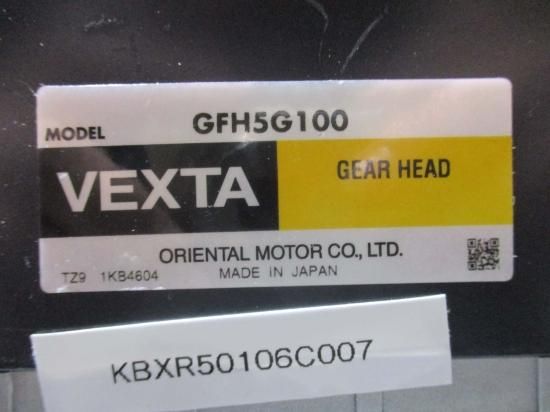 MODEL GFH5G100
VEXTA GEAR HEAD
ORIENTAL MOTOR CO., LTD.
TZ9 1KB4604 MADE IN JAPAN
KBXR50106C007